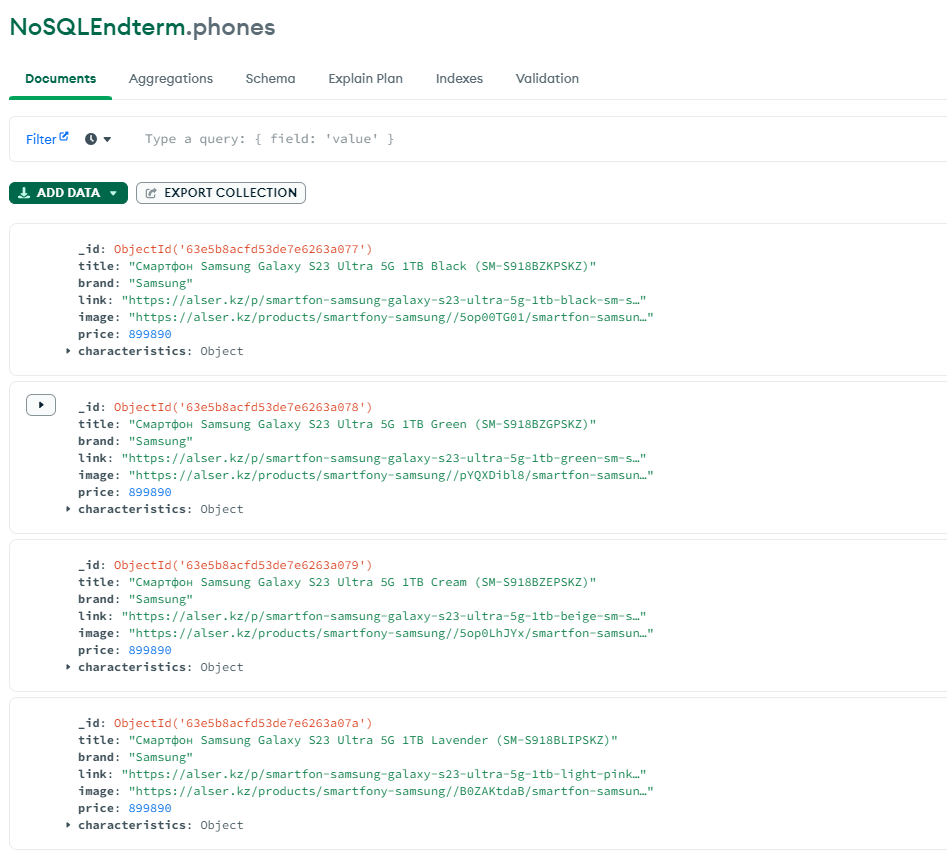 NoSQLEndterm.phones
Documents Aggregations Schema Explain Plan Indexes Validation
Filter Type a query: { field: 'value' }
ADD DATA EXPORT COLLECTION
_id: ObjectId('63e5b8acfd53de7e6263a077')
title: "Смартфон Samsung Galaxy S23 Ultra 5G 1TB Black (SM-S918BZKPSKZ)"
brand: "Samsung"
link: "https://alser.kz/p/smartfon-samsung-galaxy-s23-ultra-5g-1tb-black-sm-s…"
image: "https://alser.kz/products/smartfony-samsung//5op00TG01/smartfon-samsun…"
price: 899890
characteristics: Object
_id: ObjectId('63e5b8acfd53de7e6263a078')
title: "Смартфон Samsung Galaxy S23 Ultra 5G 1TB Green (SM-S918BZGPSKZ)"
brand: "Samsung"
link: "https://alser.kz/p/smartfon-samsung-galaxy-s23-ultra-5g-1tb-green-sm-s…"
image: "https://alser.kz/products/smartfony-samsung//pYQXDibl8/smartfon-samsun…"
price: 899890
characteristics: Object
_id: ObjectId('63e5b8acfd53de7e6263a079')
title: "Смартфон Samsung Galaxy S23 Ultra 5G 1TB Cream (SM-S918BZEPSKZ)"
brand: "Samsung"
link: "https://alser.kz/p/smartfon-samsung-galaxy-s23-ultra-5g-1tb-beige-sm-s…"
image: "https://alser.kz/products/smartfony-samsung//5op0LhJYx/smartfon-samsun…"
price: 899890
characteristics: Object
_id: ObjectId('63e5b8acfd53de7e6263a07a')
title: "Смартфон Samsung Galaxy S23 Ultra 5G 1TB Lavender (SM-S918BLIPSKZ)"
brand: "Samsung"
link: "https://alser.kz/p/smartfon-samsung-galaxy-s23-ultra-5g-1tb-light-pink…"
image: "https://alser.kz/products/smartfony-samsung//B0ZAKtdaB/smartfon-samsun…"
price: 899890
characteristics: Object